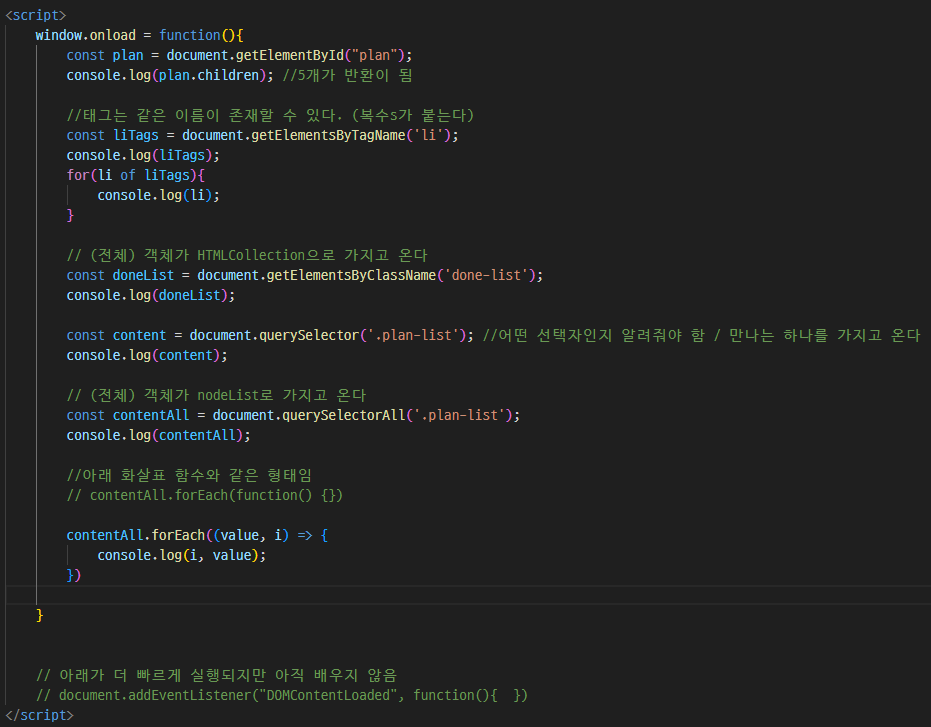 <script>
window.onload = function(){
const plan = document.getElementById("plan");
console.log(plan.children); //5개가 반환이 됨
//태그는 같은 이름이 존재할 수 있다. (복수s가 붙는다)
const liTags = document.getElementsByTagName('li');
console.log(liTags);
for(li of liTags){
console.log(li);
}
// (전체) 객체가 HTMLCollection으로 가지고 온다
const doneList = document.getElementsByClassName('done-list');
console.log(doneList);
const content = document.querySelector('.plan-list'); //어떤 선택자인지 알려줘야 함 / 만나는 하나를 가지고 온다
console.log(content);
// (전체) 객체가 nodeList로 가지고 온다
const contentAll = document.querySelectorAll('.plan-list');
console.log(contentAll);
//아래 화살표 함수와 같은 형태임
// contentAll.forEach(function() {})
contentAll.forEach((value, i) => {
console.log(i, value);
})
}
// 아래가 더 빠르게 실행되지만 아직 배우지 않음
// document.addEventListener("DOMContentLoaded", function(){  })
</script>